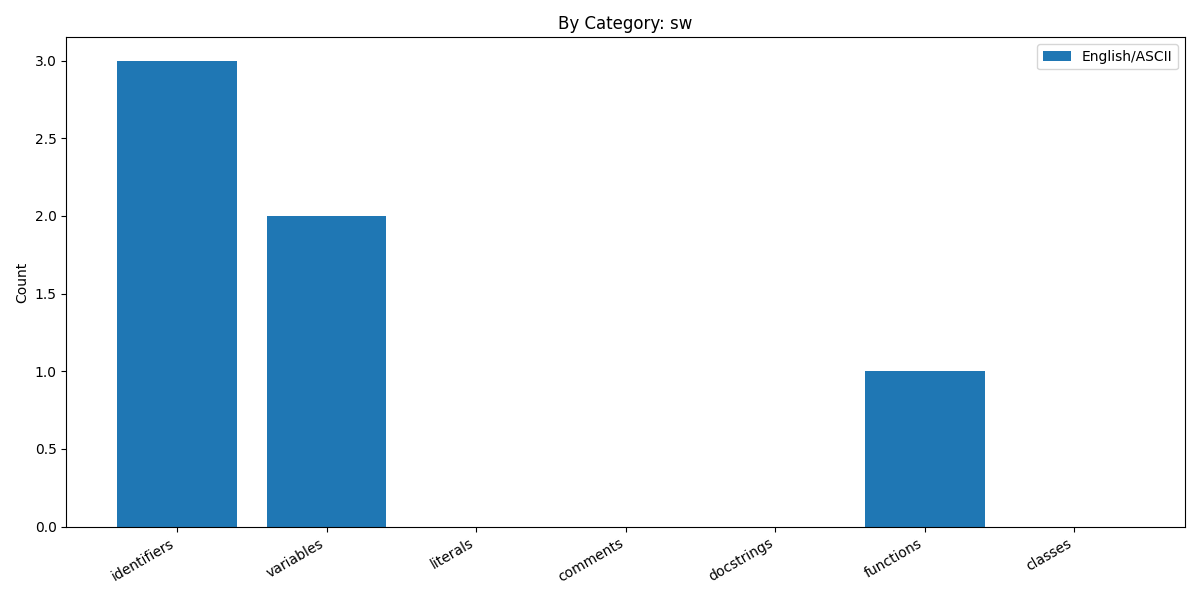 By Category: sw
English/ASCII
Count
3.0
2.5
2.0
1.5
1.0
0.5
0.0
identifiers
variables
literals
comments
docstrings
functions
classes